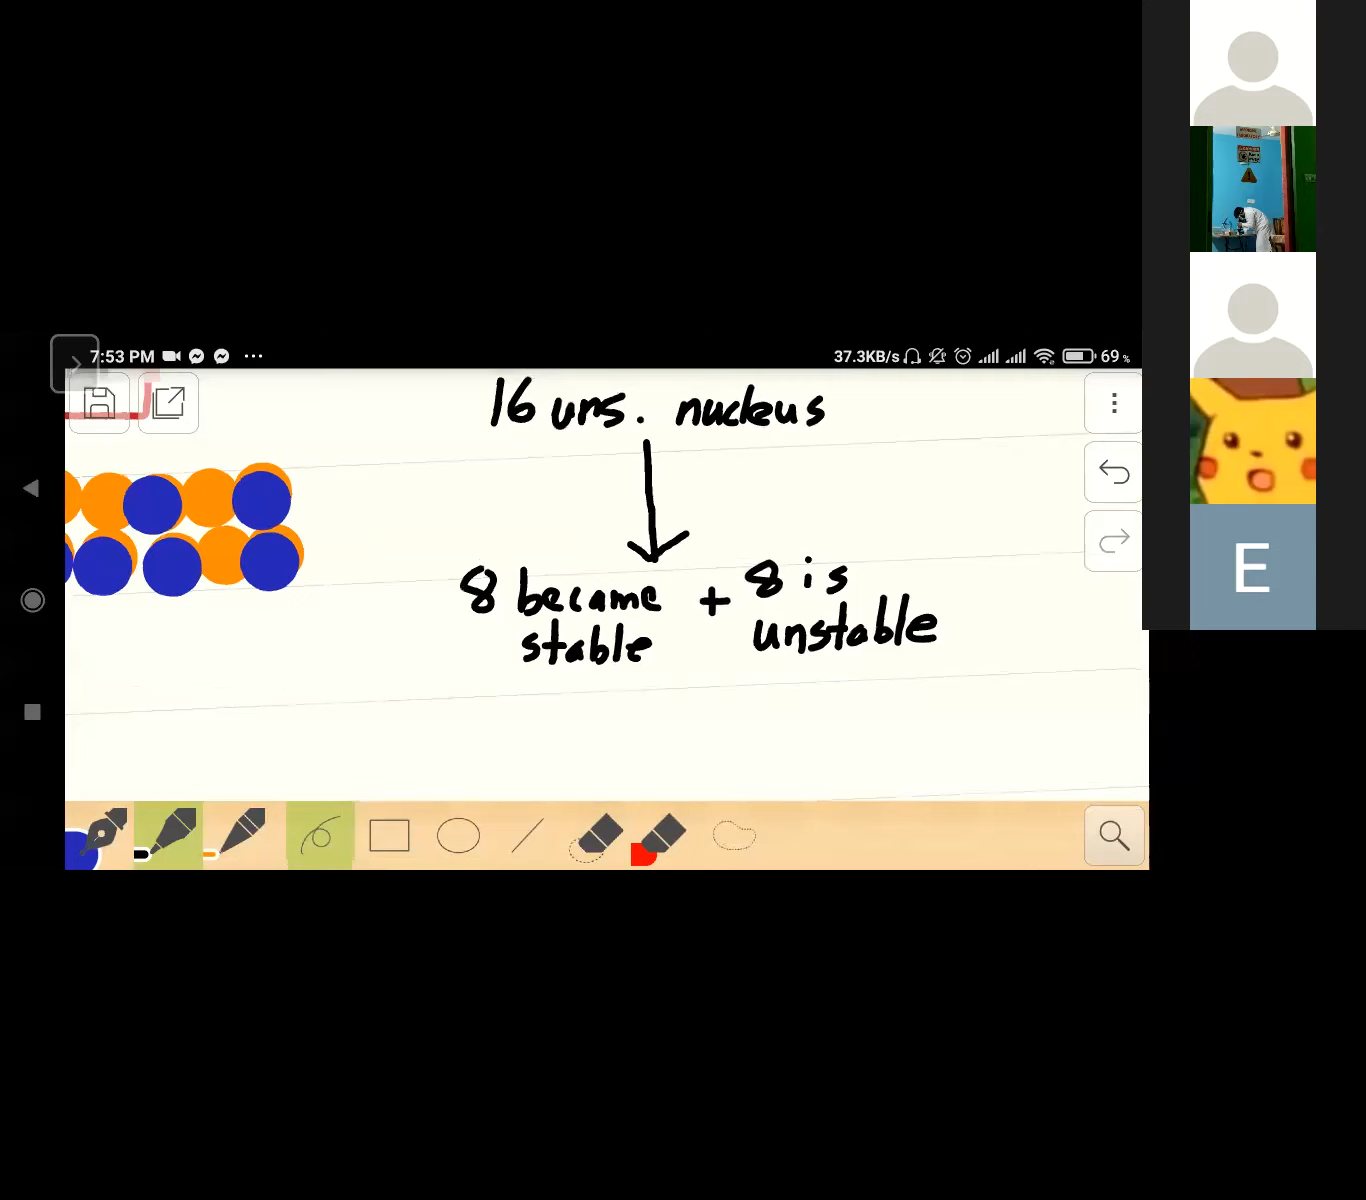 7:53 PM ...
37.3KB/s 69%
16 uns. nucleus
8 became + 8 is
stable unstable
E